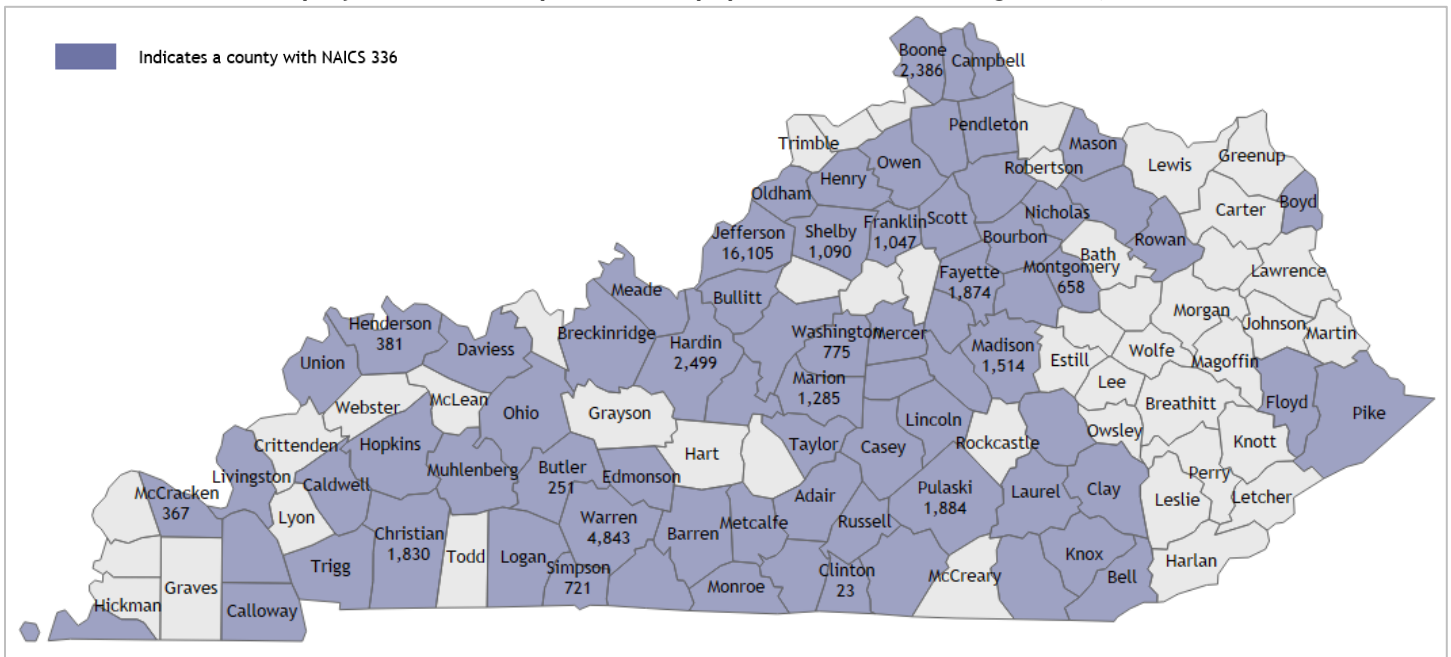 Indicates a county with NAICS 336
Boone
2,386
Campbell
Pendleton
Trimble
Mason
Robertson
Lewis
Greenup
Owen
Henry
Oldham
Carter
Boyd
Nicholas
Franklin
1,047
Scott
Shelby
1,090
Jefferson
16,105
Bourbon
Rowan
Bath
Montgomery
658
Fayette
1,874
Lawrence
Meade
Bullitt
Morgan
Johnson
Martin
Henderson
381
Daviess
Breckinridge
Hardin
2,499
Washington
775
Mercer
Madison
1,514
Estill
Wolfe
Magoffin
Union
Marion
1,285
Lee
Webster
McLean
Ohio
Grayson
Lincoln
Breathitt
Floyd
Pike
Crittenden
Hopkins
Hart
Taylor
Casey
Rockcastle
Owsley
Knott
Livingston
Caldwell
Muhlenberg
Butler
251
Edmonson
Perry
McCracken
367
Lyon
Adair
Pulaski
1,884
Laurel
Clay
Leslie
Letcher
Christian
1,830
Warren
4,843
Barren
Metcalfe
Russell
Trigg
Todd
Logan
Simpson
721
Knox
Harlan
Graves
Monroe
Clinton
23
McCreary
Bell
Hickman
Calloway